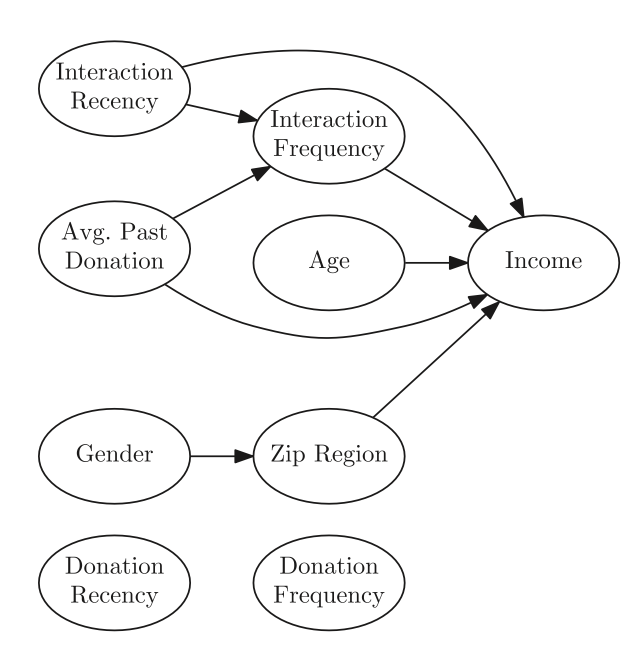 Interaction
Recency
Interaction
Frequency
Avg. Past
Donation
Age
Income
Gender
Zip Region
Donation
Recency
Donation
Frequency